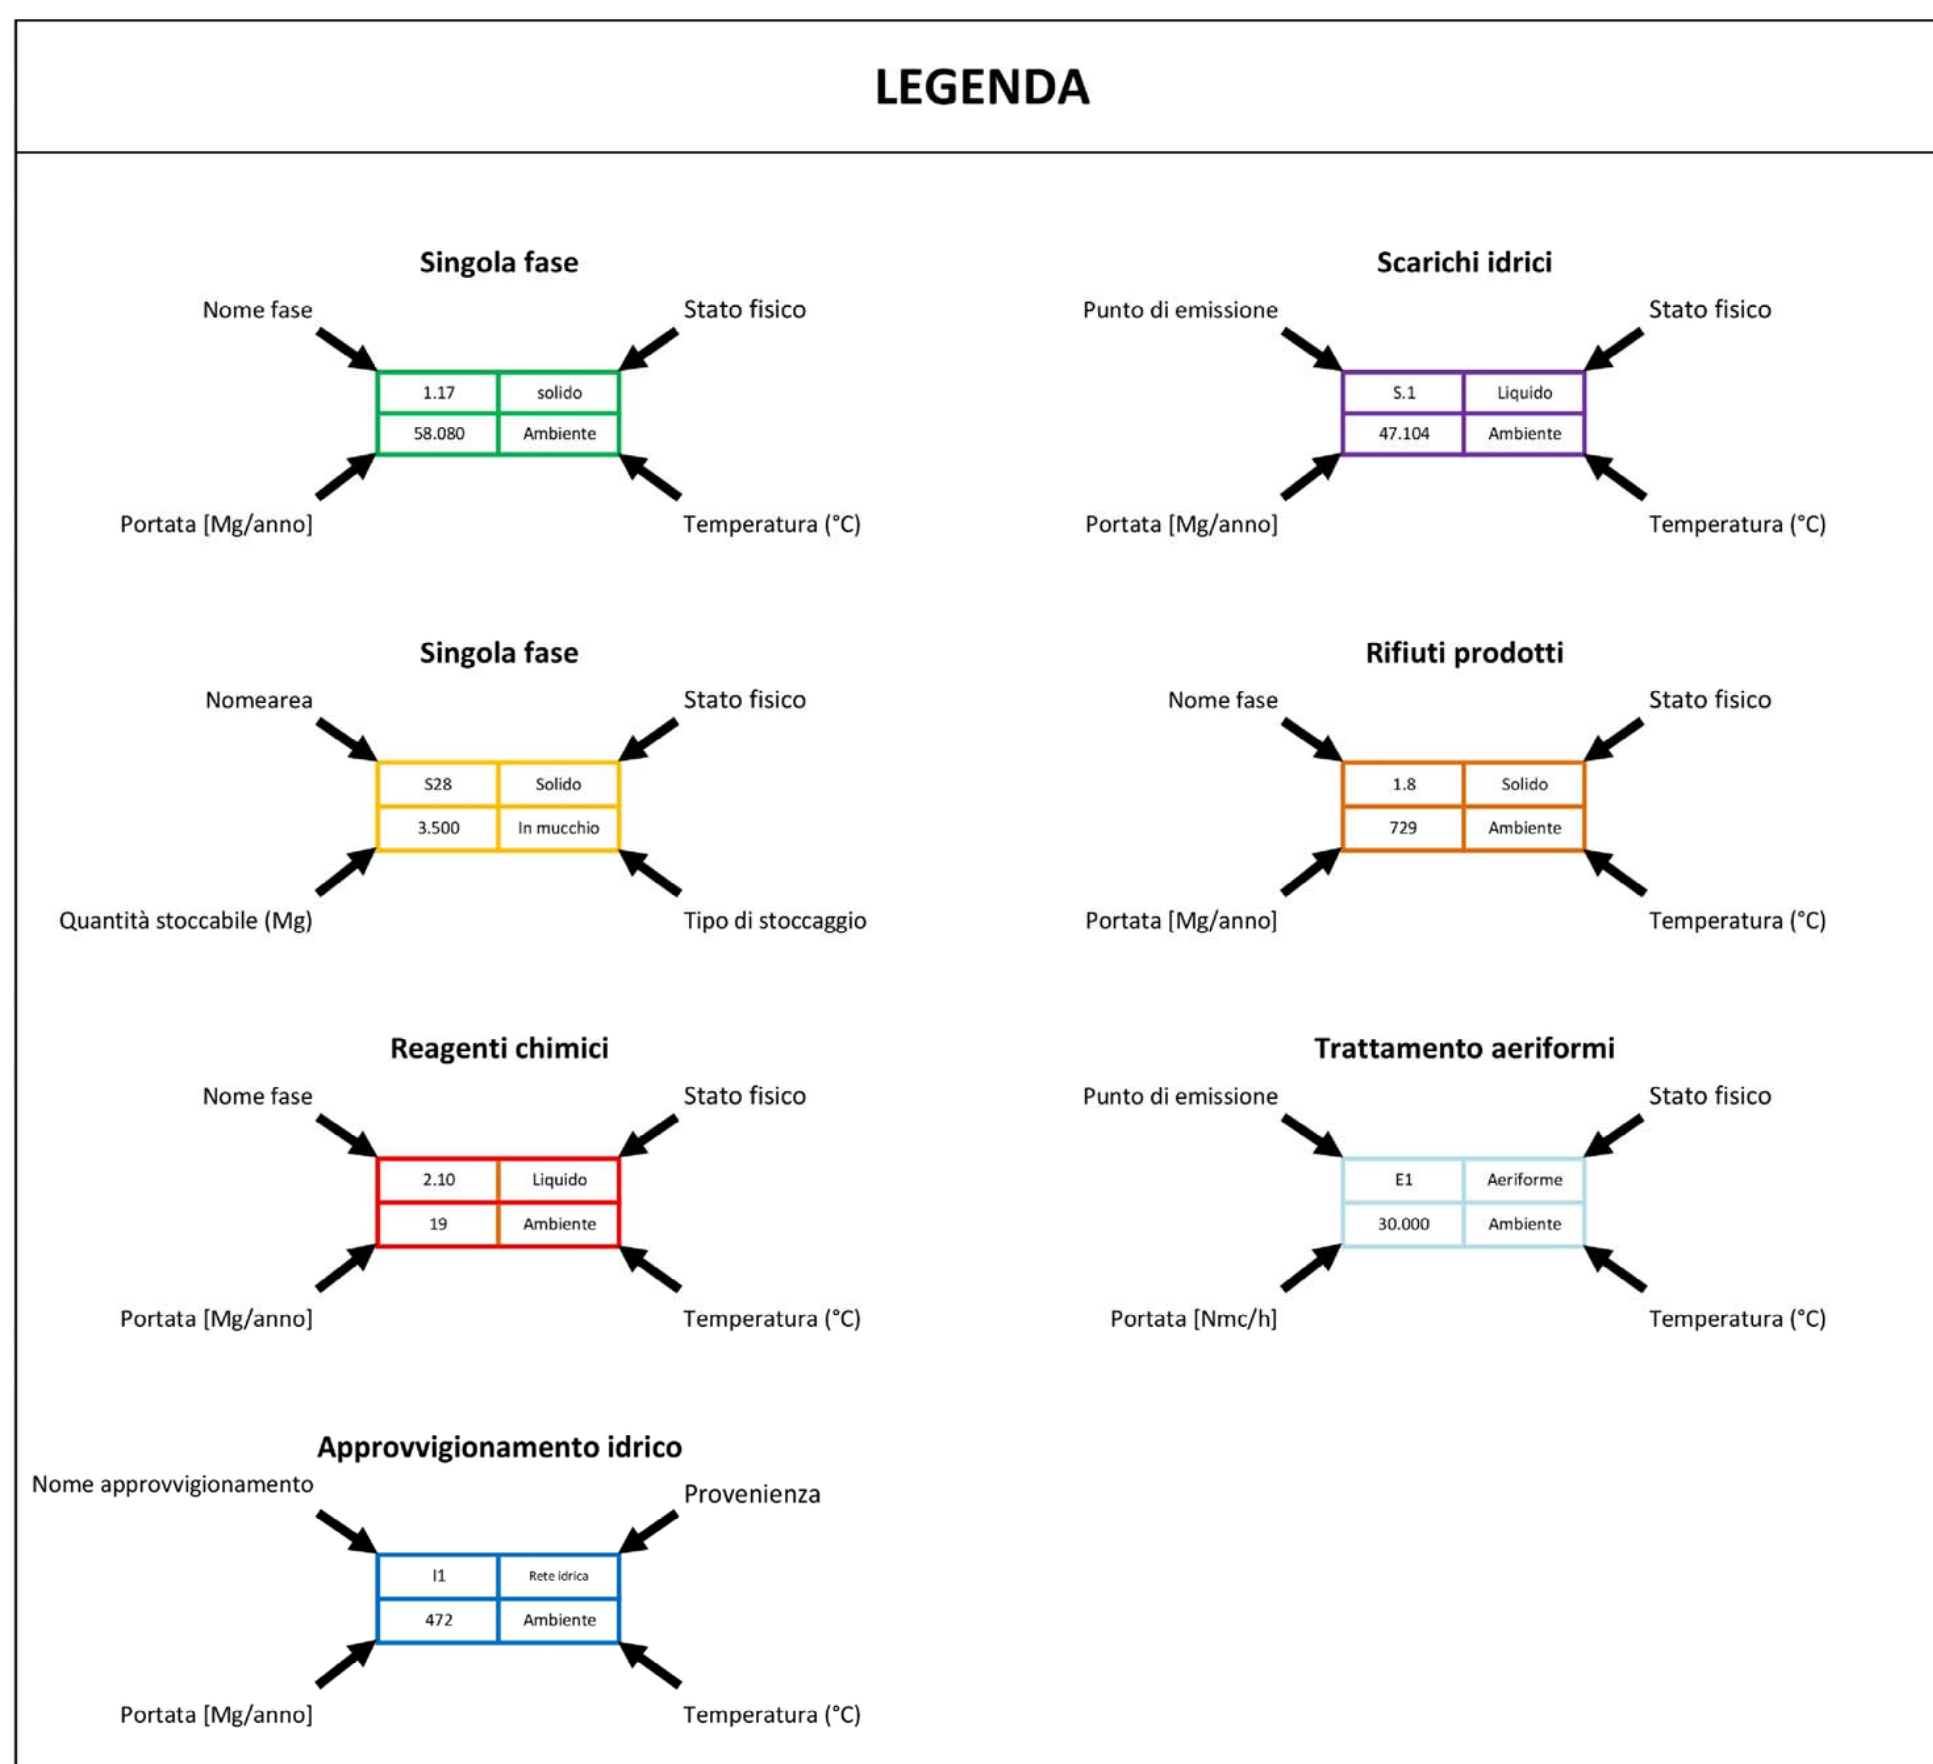 LEGENDA
Singola fase
Nome fase
Stato fisico
1.17
solido
58.080
Ambiente
Portata [Mg/anno]
Temperatura (°C)
Scarichi idrici
Punto di emissione
Stato fisico
S.1
Liquido
47.104
Ambiente
Portata [Mg/anno]
Temperatura (°C)
Singola fase
Nomearea
Stato fisico
S28
Solido
3.500
In mucchio
Quantità stoccabile (Mg)
Tipo di stoccaggio
Rifiuti prodotti
Nome fase
Stato fisico
1.8
Solido
729
Ambiente
Portata [Mg/anno]
Temperatura (°C)
Reagenti chimici
Nome fase
Stato fisico
2.10
Liquido
19
Ambiente
Portata [Mg/anno]
Temperatura (°C)
Trattamento aeriformi
Punto di emissione
Stato fisico
E1
Aeriforme
30.000
Ambiente
Portata [Nmc/h]
Temperatura (°C)
Approvvigionamento idrico
Nome approvvigionamento
Provenienza
I1
Rete idrica
472
Ambiente
Portata [Mg/anno]
Temperatura (°C)